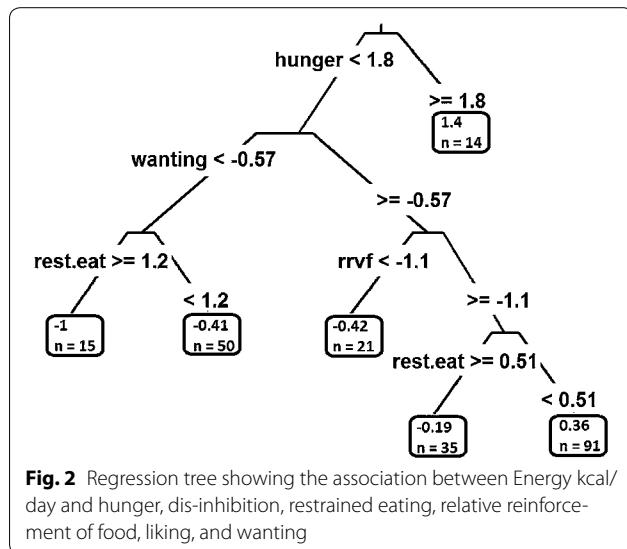 hunger < 1.8
>= 1.8
1.4
n = 14
wanting < -0.57
>= -0.57
rest.eat >= 1.2
rrvf < -1.1
< 1.2
>= -1.1
-1
n = 15
-0.41
n = 50
-0.42
n = 21
rest.eat >= 0.51
< 0.51
-0.19
n = 35
0.36
n = 91
Fig. 2 Regression tree showing the association between Energy kcal/
day and hunger, dis-inhibition, restrained eating, relative reinforce-
ment of food, liking, and wanting